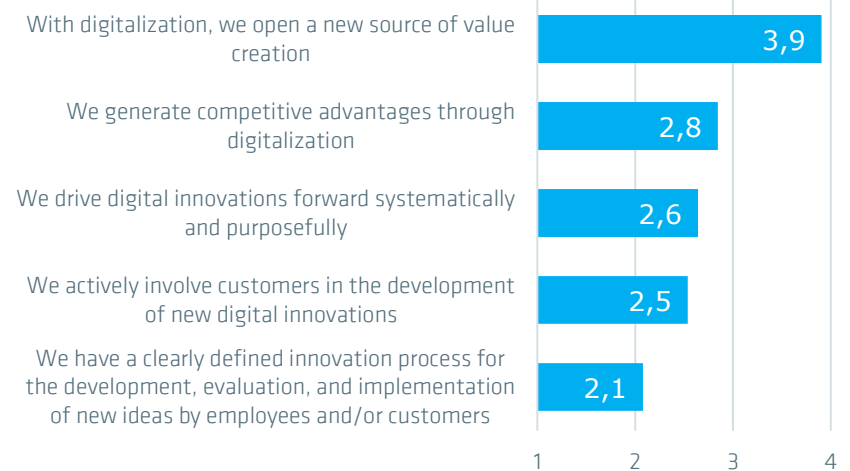 With digitalization, we open a new source of value
creation
3,9
We generate competitive advantages through
digitalization
2,8
We drive digital innovations forward systematically
and purposefully
2,6
We actively involve customers in the development
of new digital innovations
2,5
We have a clearly defined innovation process for
the development, evaluation, and implementation
of new ideas by employees and/or customers
2,1
1 2 3 4